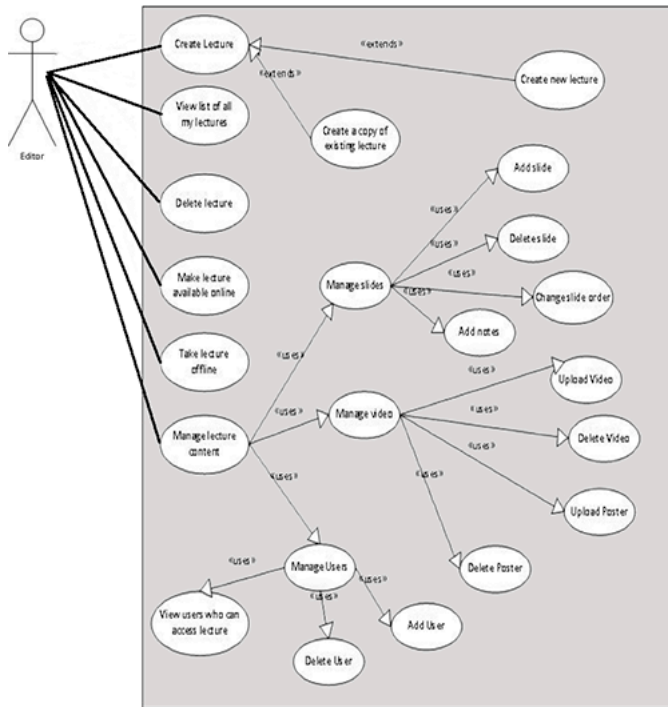 Editor
Create Lecture
«extends»
«extends»
Create new lecture
View list of all
my lectures
Create a copy of
existing lecture
Add slide
Delete lecture
«uses»
«uses»
Delete slide
«uses»
Make lecture
available online
Manage slides
«uses»
Change slide order
Add notes
«uses»
Take lecture
offline
«uses»
Upload Video
Manage video
«uses»
«uses»
Manage lecture
content
«uses»
Delete Video
«uses»
«uses»
Upload Poster
«uses»
Manage Users
«uses»
Delete Poster
«uses»
View users who can
access lecture
Add User
Delete User